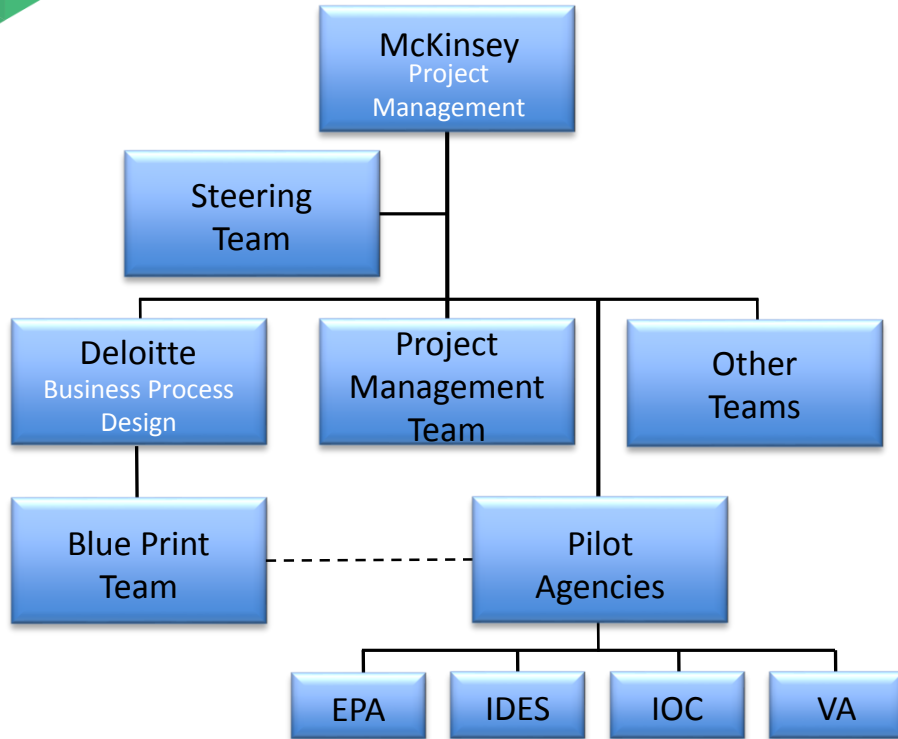 McKinsey
Project
Management
Steering
Team
Deloitte
Business Process
Design
Project
Management
Team
Other
Teams
Blue Print
Team
Pilot
Agencies
EPA
IDES
IOC
VA